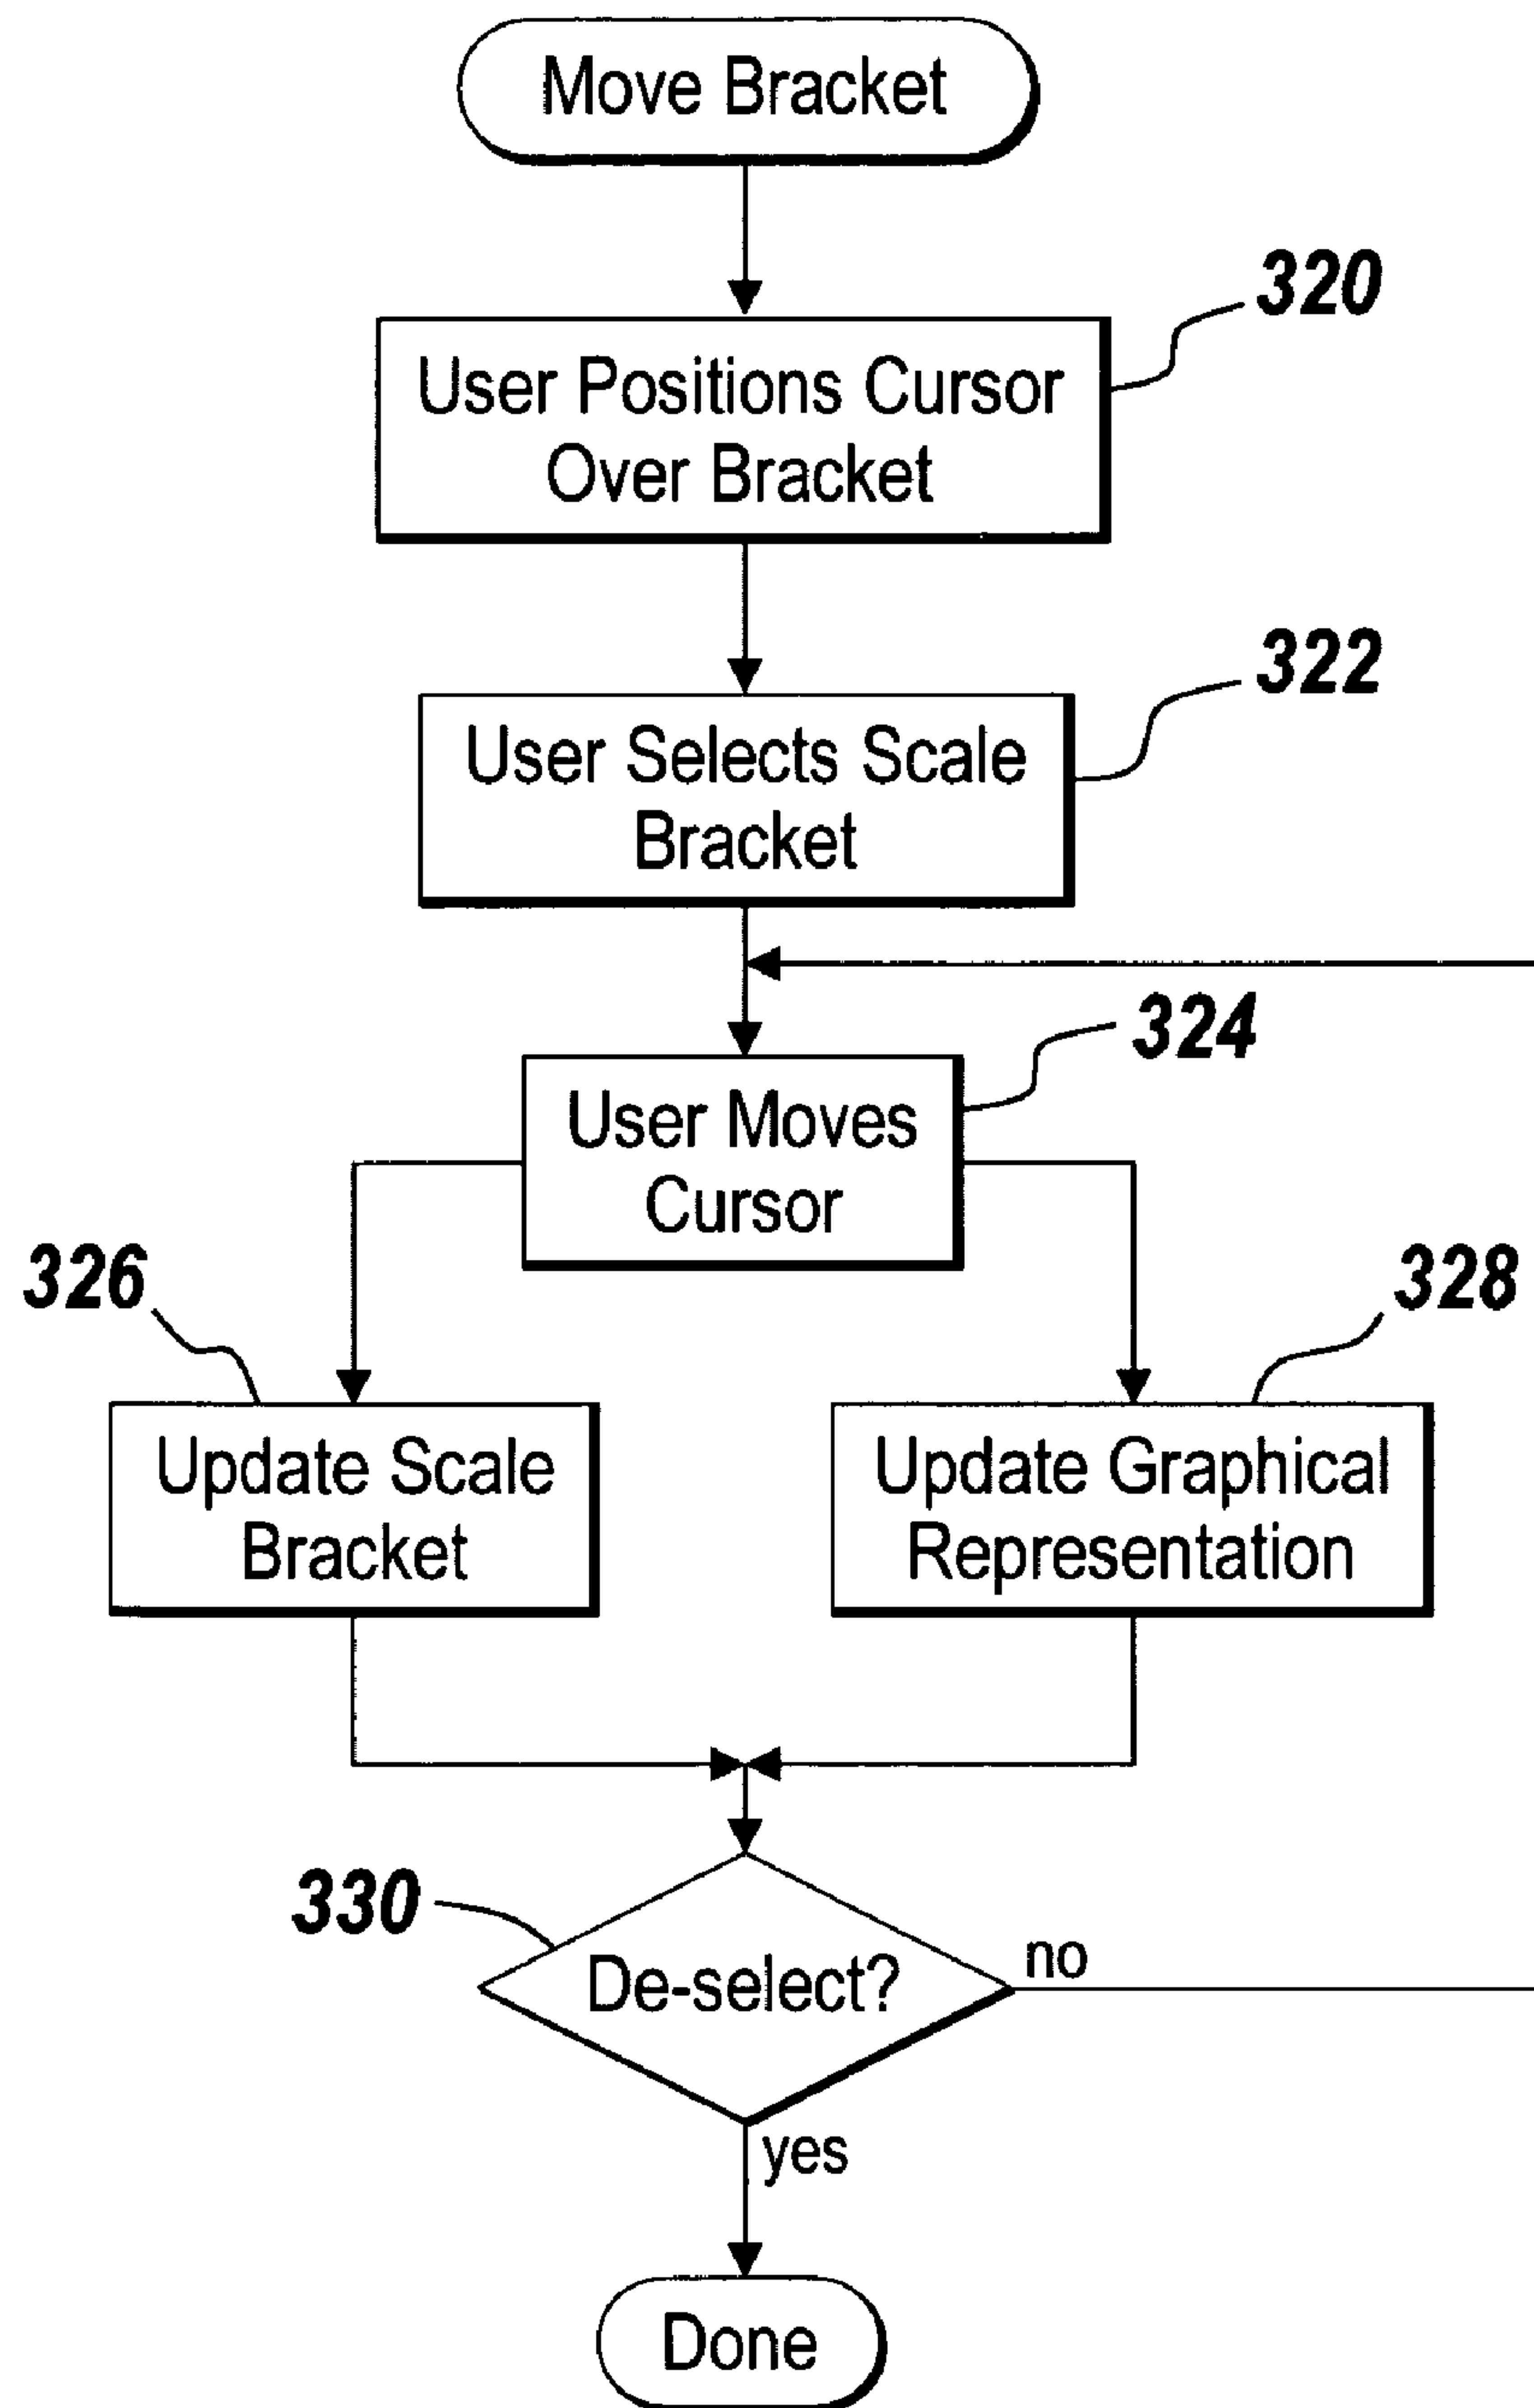 Move Bracket
320
User Positions Cursor
Over Bracket
322
User Selects Scale
Bracket
324
User Moves
Cursor
326
328
Update Scale
Bracket
Update Graphical
Representation
330
De-select?
no
yes
Done